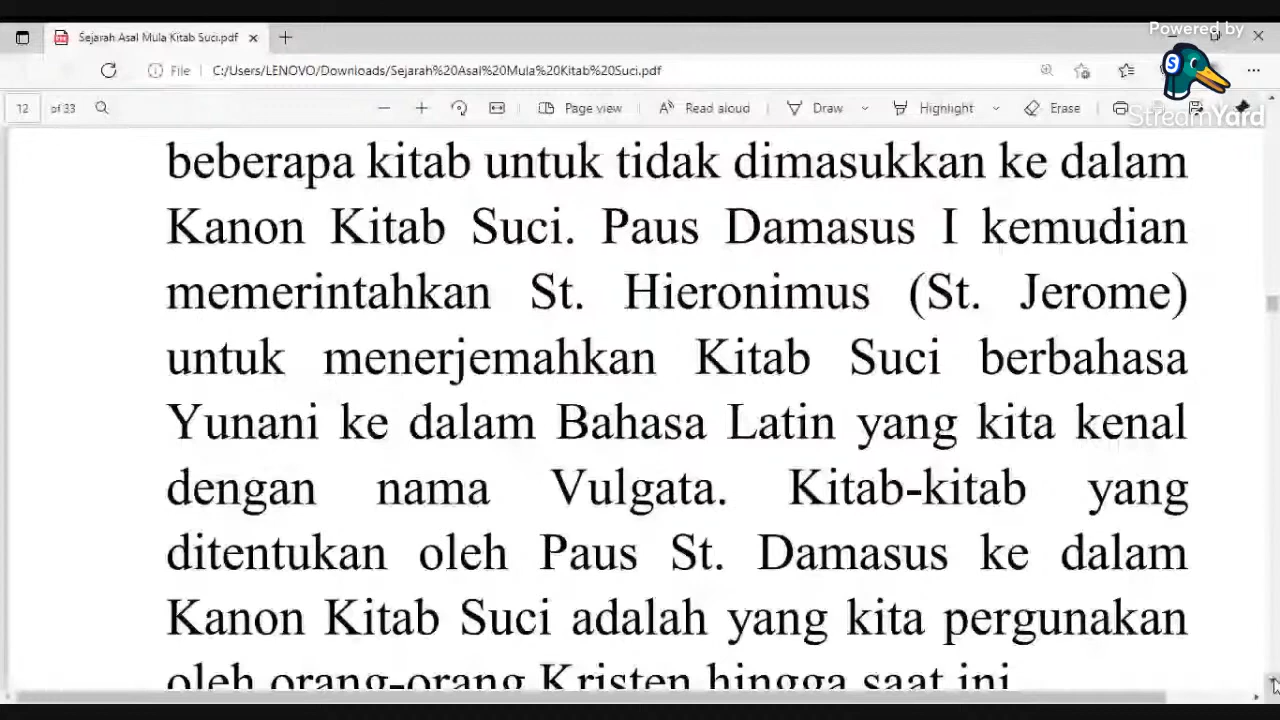 Powered by
Sejarah Asal Mula Kitab Suci.pdf
File C:/Users/LENOVO/Downloads/Sejarah%20Asal%20Mula%20Kitab%20Suci.pdf
12 of 33 Page view Read aloud Draw Highlight Erase
StreamYard
beberapa kitab untuk tidak dimasukkan ke dalam
Kanon Kitab Suci. Paus Damasus I kemudian
memerintahkan St. Hieronimus (St. Jerome)
untuk menerjemahkan Kitab Suci berbahasa
Yunani ke dalam Bahasa Latin yang kita kenal
dengan nama Vulgata. Kitab-kitab yang
ditentukan oleh Paus St. Damasus ke dalam
Kanon Kitab Suci adalah yang kita pergunakan
oleh orang-orang Kristen hingga saat ini